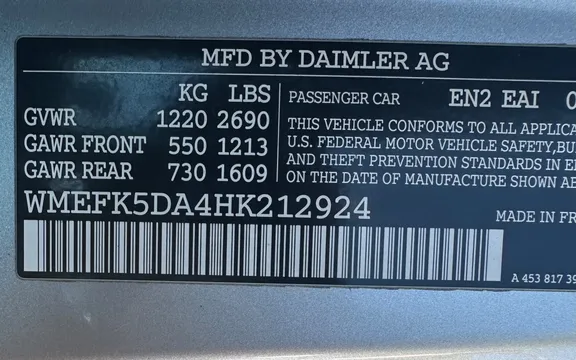 MFD BY DAIMLER AG
KG LBS
GVWR 1220 2690
GAWR FRONT 550 1213
GAWR REAR 730 1609
PASSENGER CAR EN2 EAI 0
THIS VEHICLE CONFORMS TO ALL APPLICA
U.S. FEDERAL MOTOR VEHICLE SAFETY,BU
AND THEFT PREVENTION STANDARDS IN E
ON THE DATE OF MANUFACTURE SHOWN AB
WMEFK5DA4HK212924
MADE IN FR
A 453 817 39